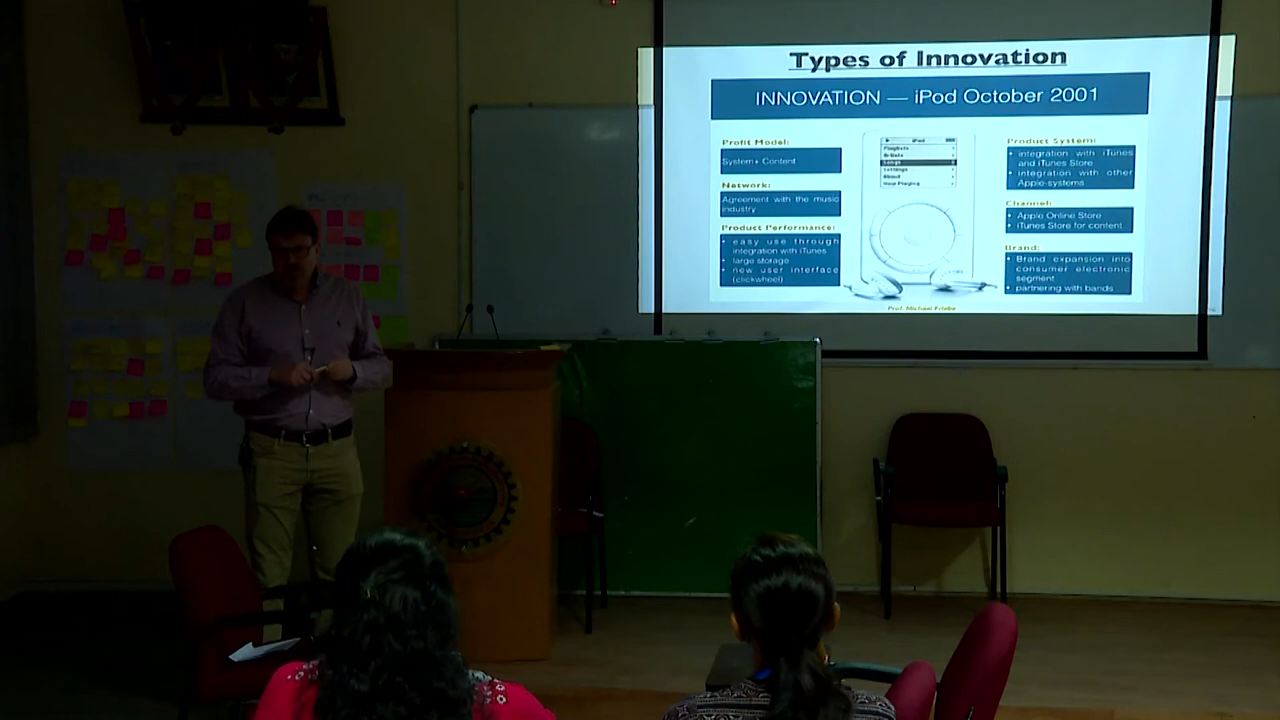 Types of Innovation
INNOVATION — iPod October 2001
Profit Model:
System+ Content
Network:
Agreement with the music
industry
Product Performance:
• easy use through
integration with iTunes
• large storage
• new user interface
(clickwheel)
iPod
Playlists
Artists
Songs
Settings
About
Now Playing
Product System:
• integration with iTunes
and iTunes Store
• integration with other
Apple-systems
Channel:
• Apple Online Store
• iTunes Store for content
Brand:
• Brand expansion into
consumer electronic
segment
• partnering with bands
Prof. Michael Friebe